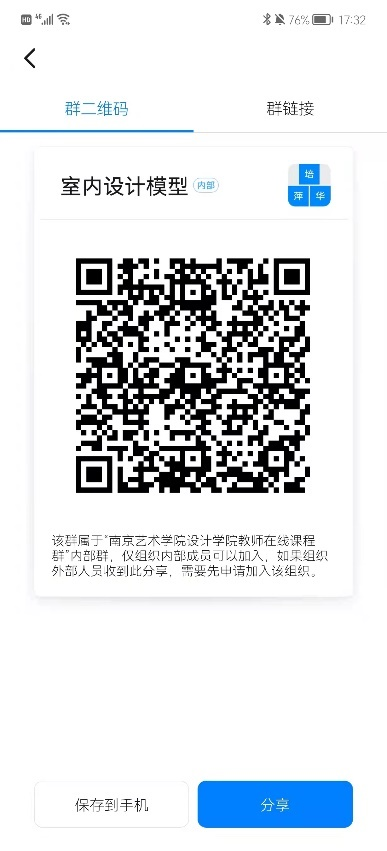 HD 4G 76% 17:32
群二维码 群链接
室内设计模型 内部
培
萍 华
该群属于“南京艺术学院设计学院教师在线课程
群”内部群，仅组织内部成员可以加入，如果组织
外部人员收到此分享，需要先申请加入该组织。
保存到手机 分享